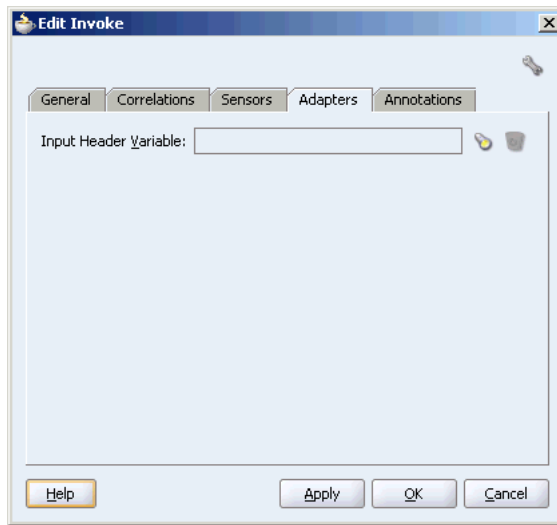 Edit Invoke
General Correlations Sensors Adapters Annotations
Input Header Variable:
Help Apply OK Cancel